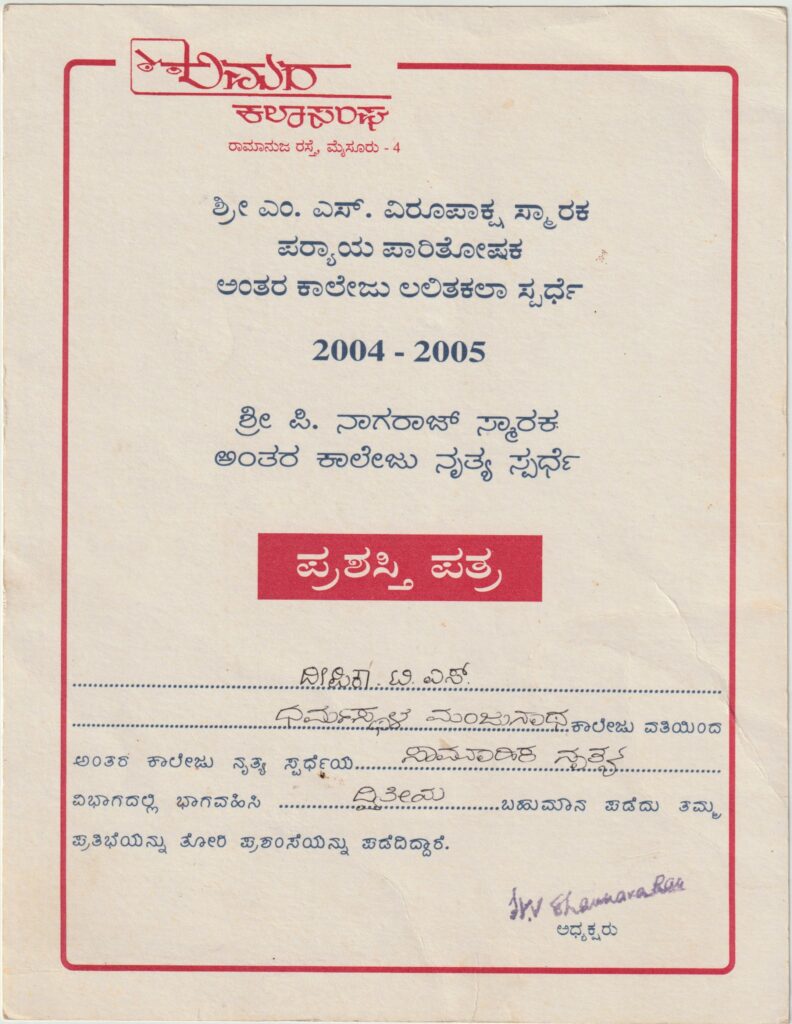 ಅಮರ
ಕಲಾಸಂಘ
ರಾಮಾನುಜ ರಸ್ತೆ, ಮೈಸೂರು - 4
ಶ್ರೀ ಎಂ. ಎಸ್. ವಿರೂಪಾಕ್ಷ ಸ್ಮಾರಕ
ಪರ್‍ಯಾಯ ಪಾರಿತೋಷಕ
ಅಂತರ ಕಾಲೇಜು ಲಲಿತಕಲಾ ಸ್ಪರ್ಧೆ
2004 - 2005
ಶ್ರೀ ಪಿ. ನಾಗರಾಜ್ ಸ್ಮಾರಕ
ಅಂತರ ಕಾಲೇಜು ನೃತ್ಯ ಸ್ಪರ್ಧೆ
ಪ್ರಶಸ್ತಿ ಪತ್ರ
ದೀಪಿಕಾ. ಟಿ. ಎಸ್.
ಧರ್ಮಸ್ಥಳ ಮಂಜುನಾಥ ಕಾಲೇಜು ವತಿಯಿಂದ
ಅಂತರ ಕಾಲೇಜು ನೃತ್ಯ ಸ್ಪರ್ಧೆಯ ನೃತ್ಯ
ವಿಭಾಗದಲ್ಲಿ ಭಾಗವಹಿಸಿ ದ್ವಿತೀಯ ಬಹುಮಾನ ಪಡೆದು ತಮ್ಮ
ಪ್ರತಿಭೆಯನ್ನು ತೋರಿ ಪ್ರಶಂಸೆಯನ್ನು ಪಡೆದಿದ್ದಾರೆ.
ಅಧ್ಯಕ್ಷರು